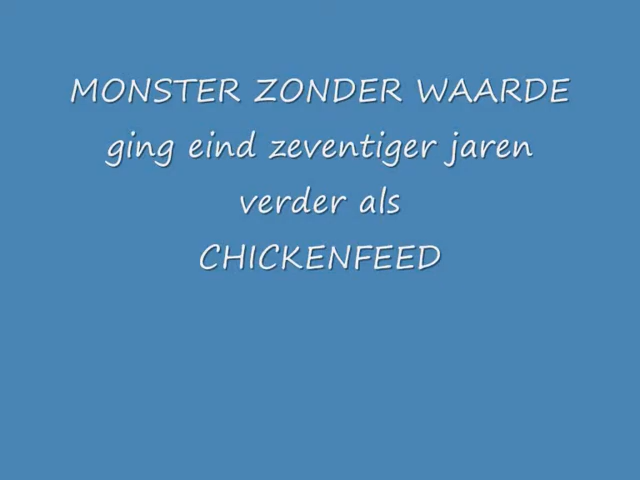 MONSTER ZONDER WAARDE
ging eind zeventiger jaren
verder als
CHICKENFEED